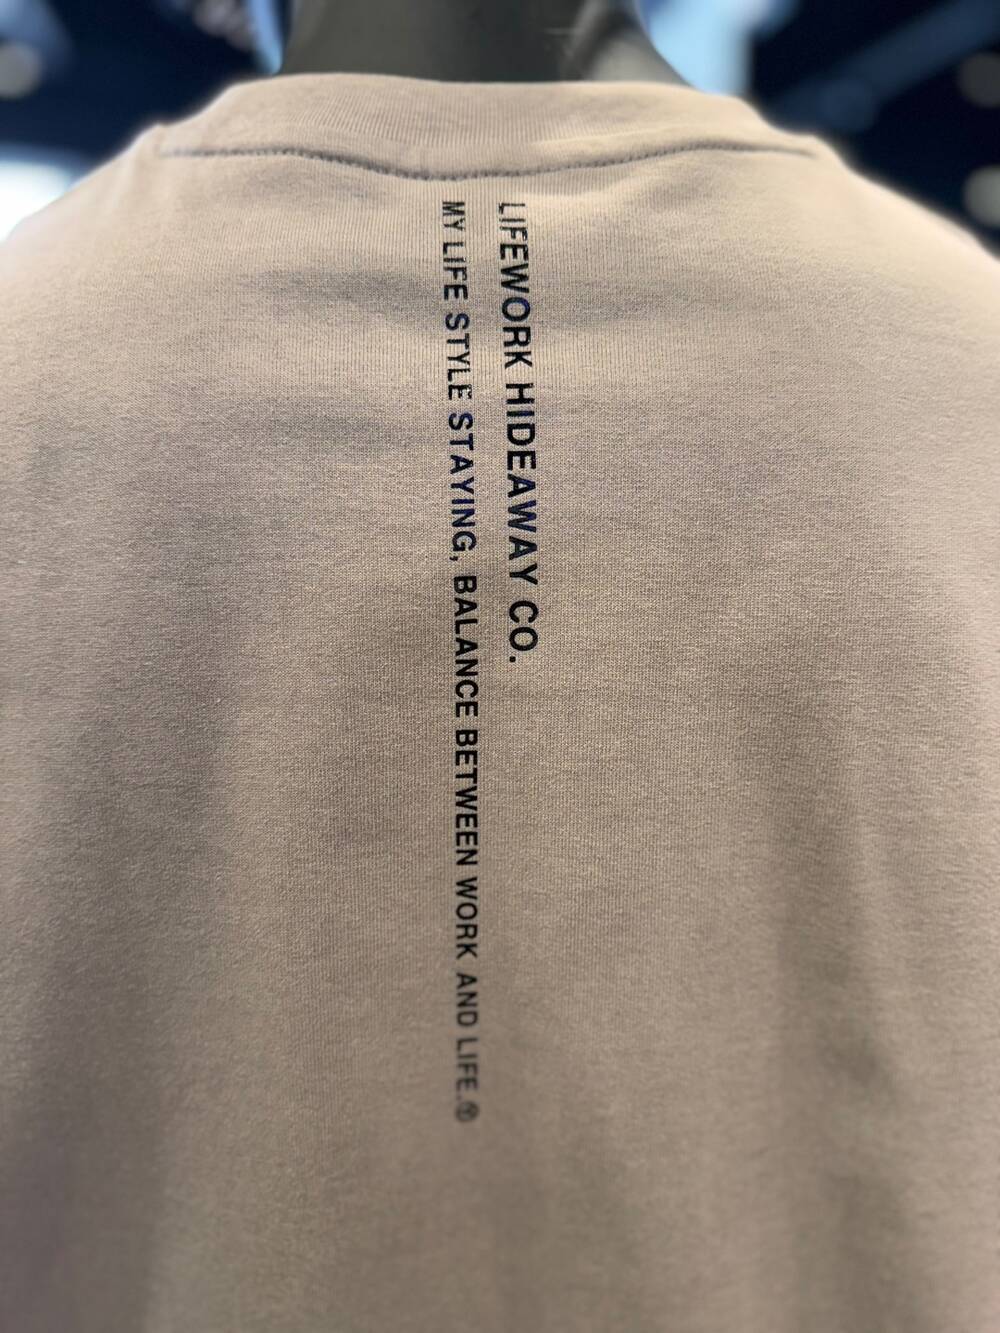 LIFEWORK HIDEAWAY CO.
MY LIFE STYLE STAYING, BALANCE BETWEEN WORK AND LIFE.®